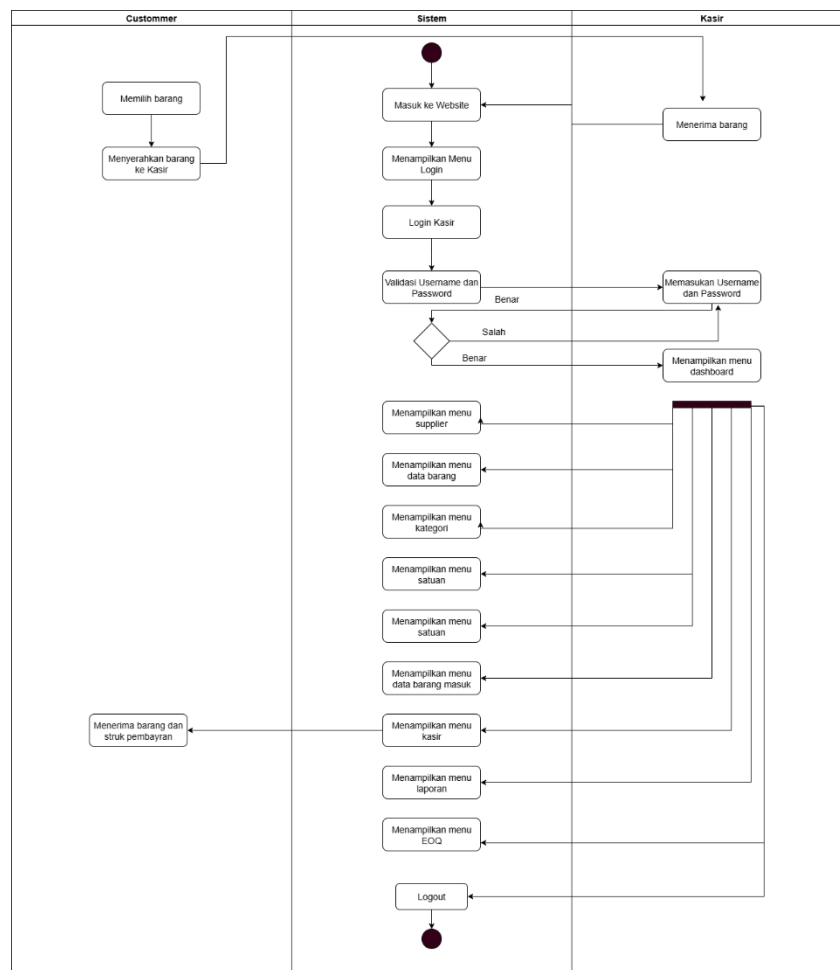 Custommer
Sistem
Kasir
Memilih barang
Menyerahkan barang
ke Kasir
Masuk ke Website
Menerima barang
Menampilkan Menu
Login
Login Kasir
Validasi Username dan
Password
Benar
Memasukan Username
dan Password
Salah
Benar
Menampilkan menu
dashboard
Menampilkan menu
supplier
Menampilkan menu
data barang
Menampilkan menu
kategori
Menampilkan menu
satuan
Menampilkan menu
satuan
Menampilkan menu
data barang masuk
Menerima barang dan
struk pembayran
Menampilkan menu
kasir
Menampilkan menu
laporan
Menampilkan menu
EOQ
Logout